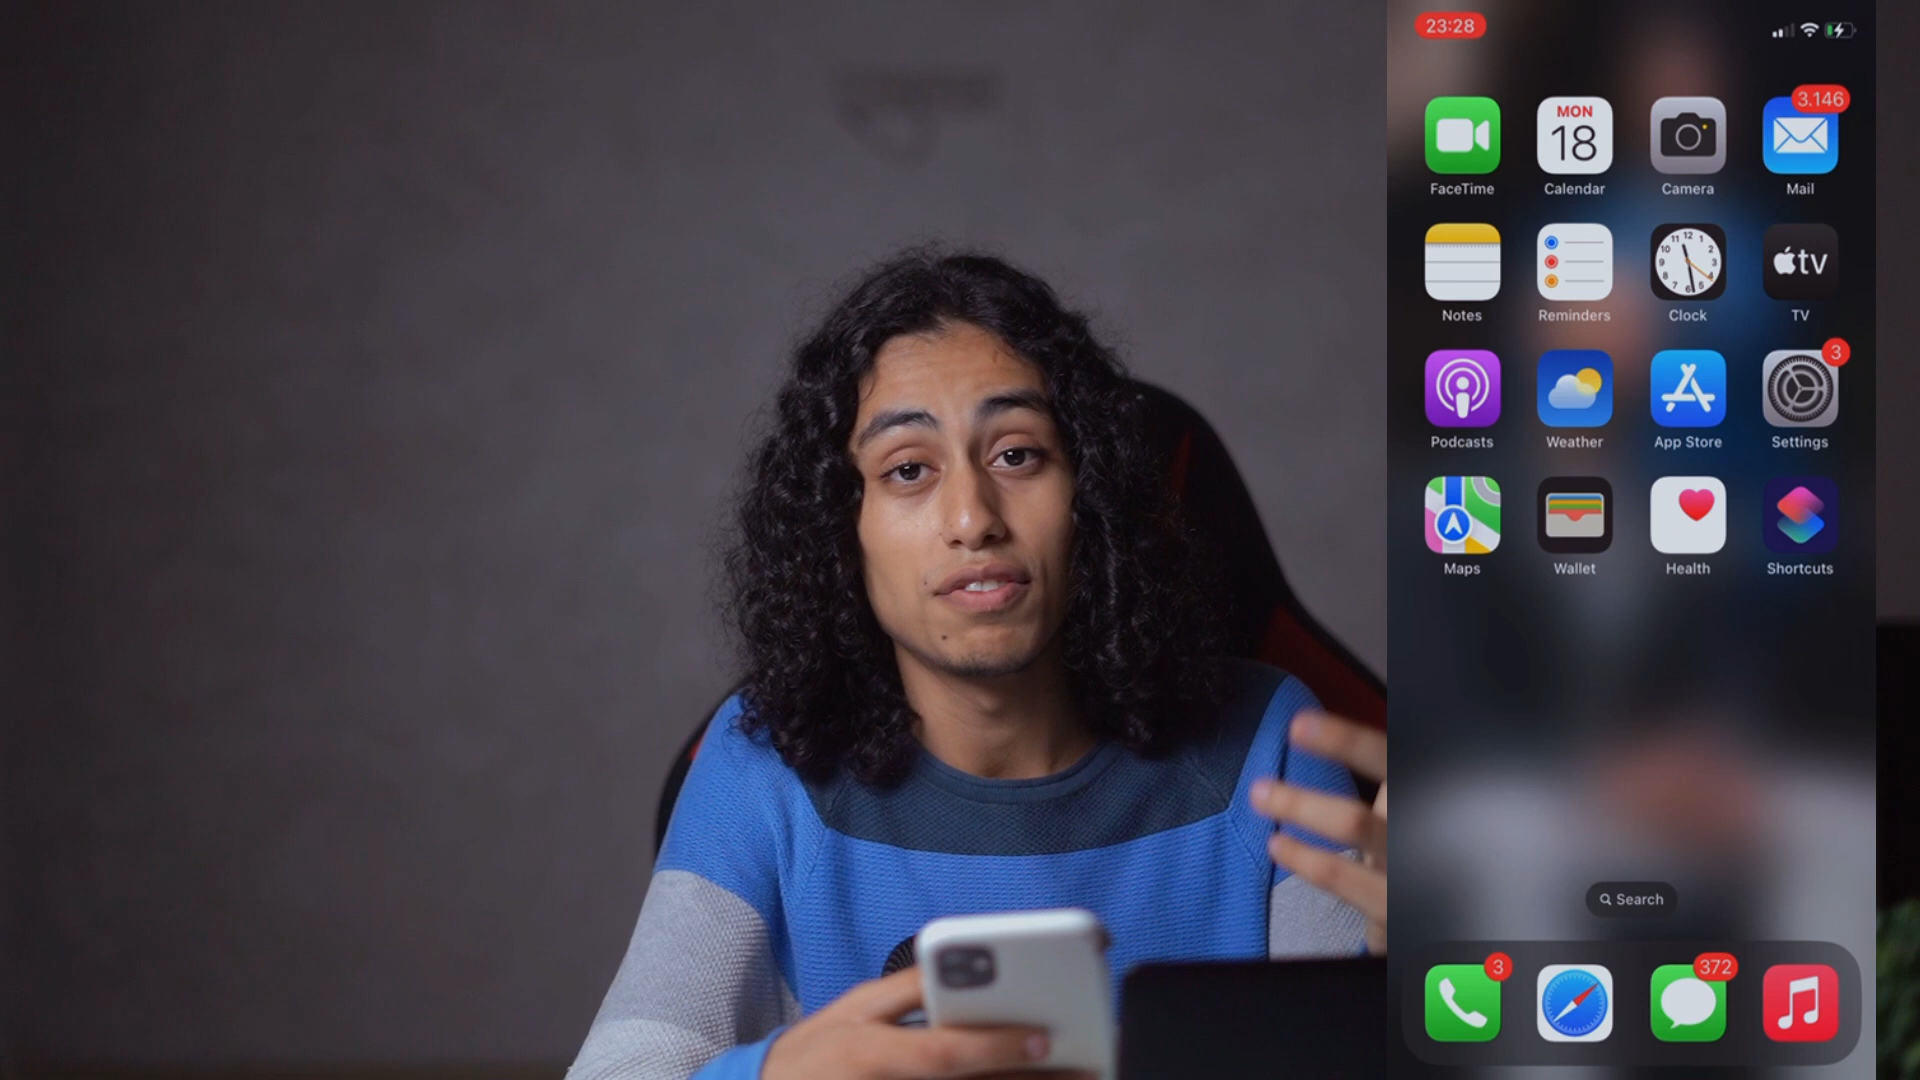 23:28
3.146
MON
18
FaceTime
Calendar
Camera
Mail
12
tv
Notes
Reminders
Clock
TV
3
Podcasts
Weather
App Store
Settings
Maps
Wallet
Health
Shortcuts
Search
3
372